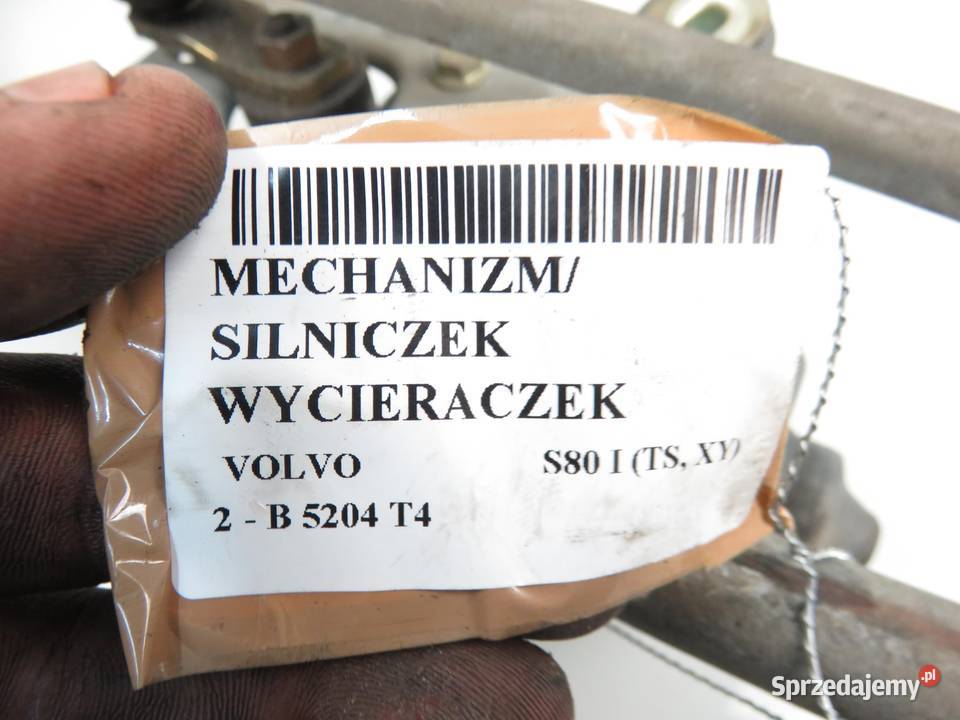 MECHANIZM/
SILNICZEK
WYCIERACZEK
VOLVO S80 I (TS, XY)
2 - B 5204 T4
Sprzedajemy.pl